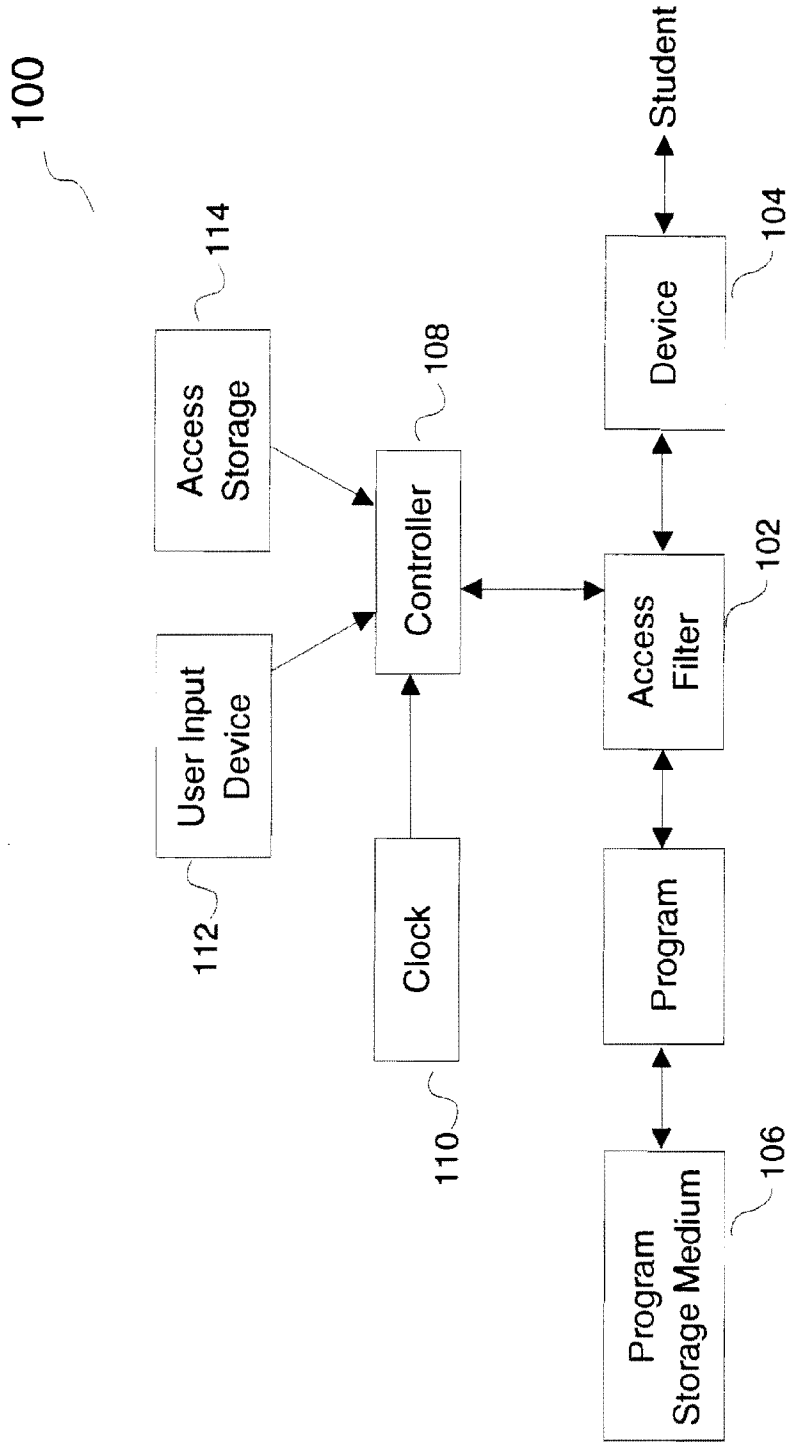 100
114
Access
Storage
User Input
Device
112
108
Controller
Clock
110
Student
Device
104
Access
Filter
102
Program
Program
Storage Medium
106